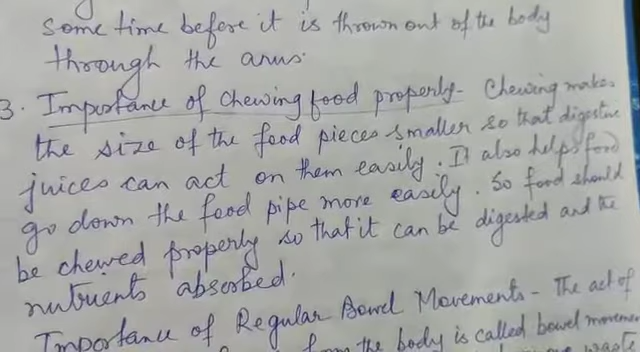 some time before it is thrown out of the body
through the anus.
3. Importance of Chewing food properly - Chewing makes
the size of the food pieces smaller so that digestive
juices can act on them easily. It also helps food
go down the food pipe more easily. So food should
be chewed properly so that it can be digested and the
nutrients absorbed.
Importance of Regular Bowel Movements - The act of
the body is called bowel movement
waste